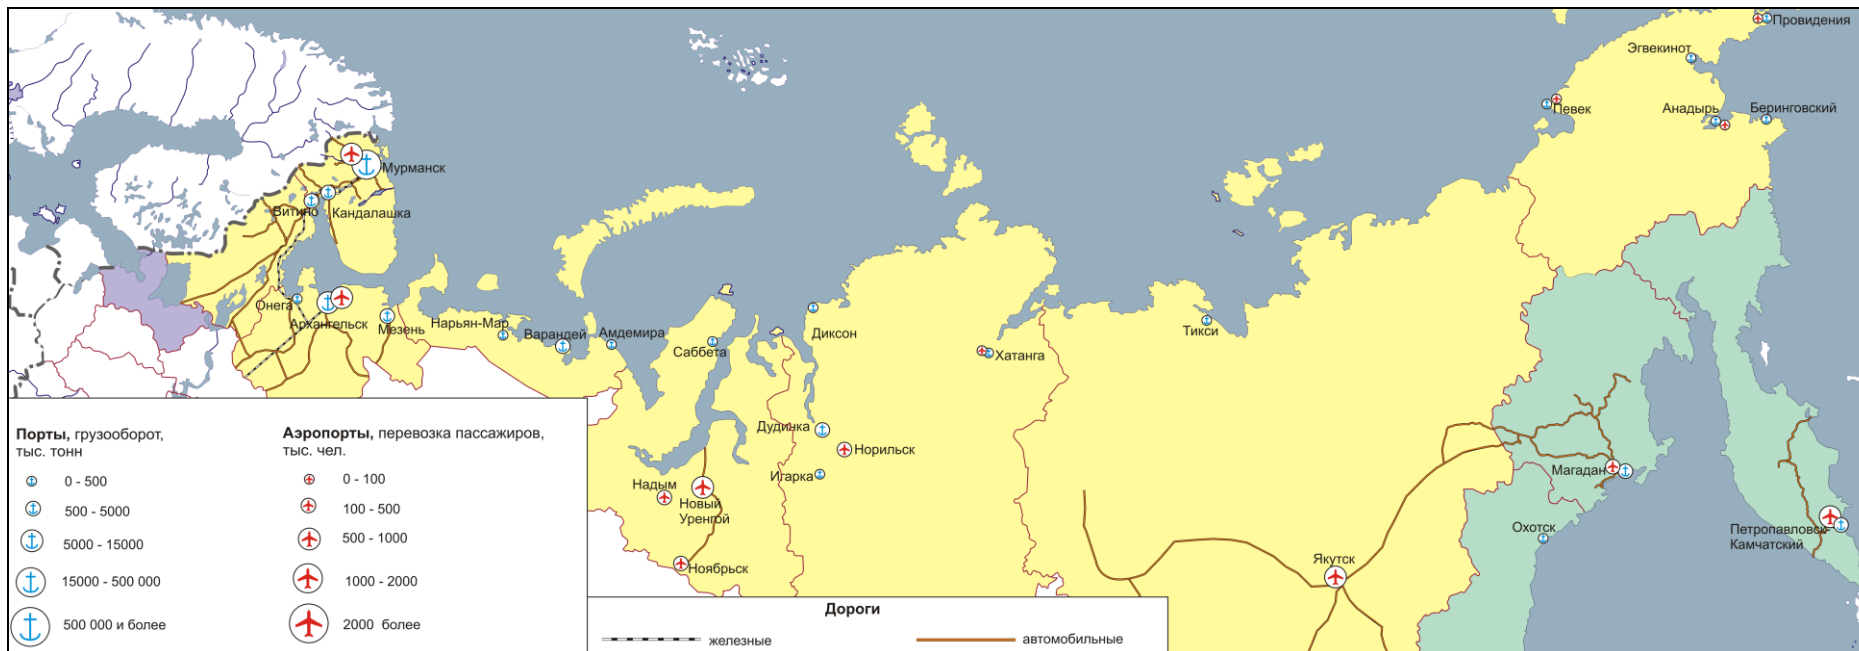 Провидения
Эгвекинот
Певек
Анадырь
Беринговский
Мурманск
Витино
Кандалашка
Онега
Архангельск
Мезень
Нарьян-Мар
Варандей
Амдемира
Саббета
Диксон
Хатанга
Тикси
Дудинка
Норильск
Игарка
Надым
Новый
Уренгой
Ноябрьск
Якутск
Магадан
Охотск
Петропавловск-
Камчатский
Порты, грузооборот,
тыс. тонн
0 - 500
500 - 5000
5000 - 15000
15000 - 500 000
500 000 и более
Аэропорты, перевозка пассажиров,
тыс. чел.
0 - 100
100 - 500
500 - 1000
1000 - 2000
2000 более
Дороги
железные
автомобильные